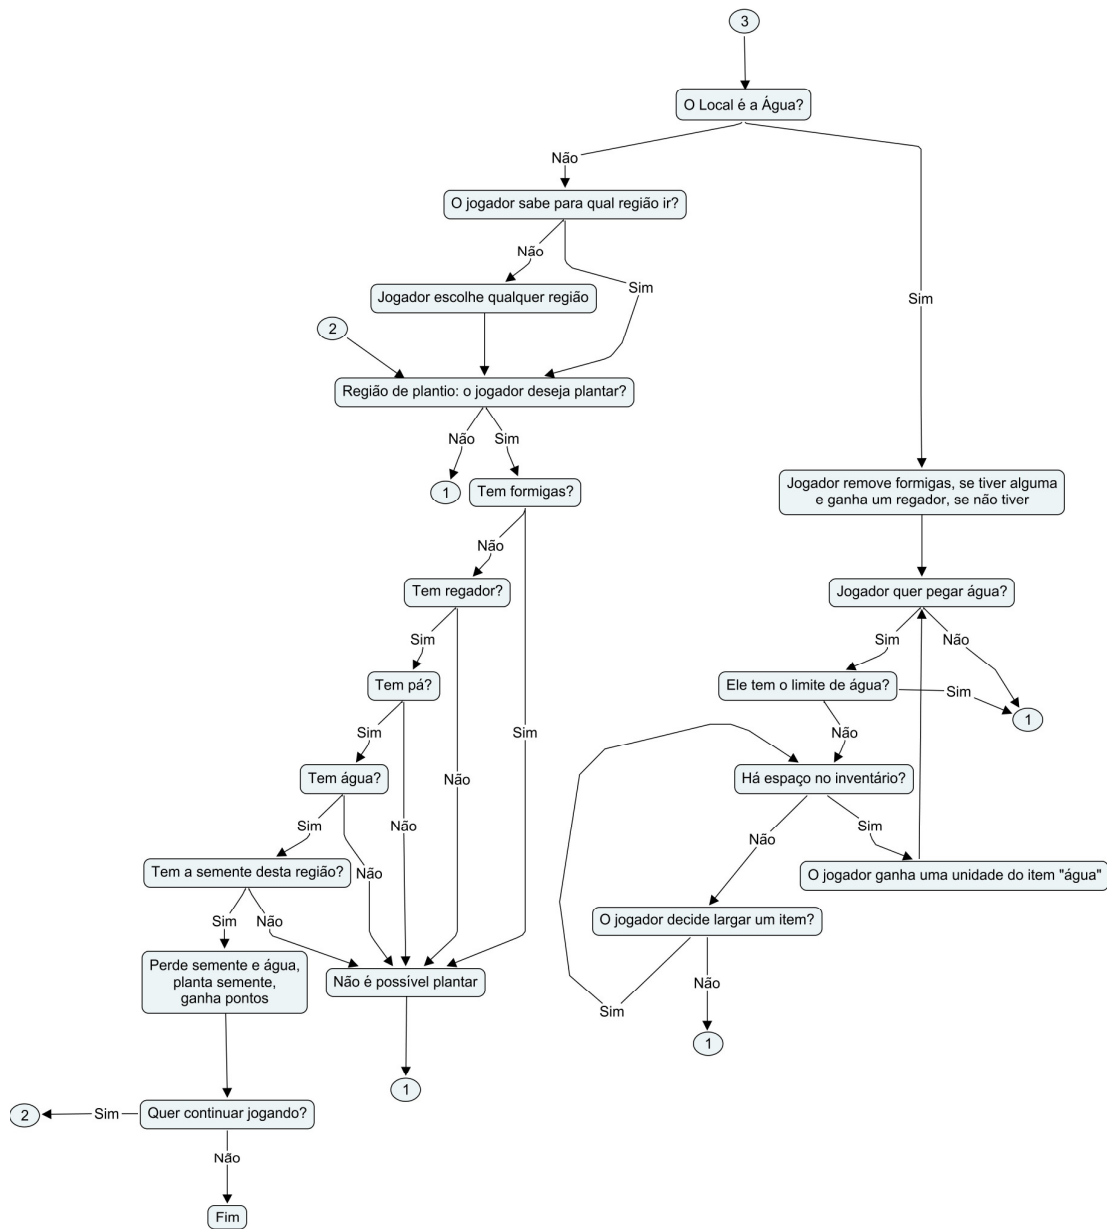 3
O Local é a Água?
Não
O jogador sabe para qual região ir?
Não
Sim
Sim
Jogador escolhe qualquer região
2
Região de plantio: o jogador deseja plantar?
Não
Sim
1
Tem formigas?
Jogador remove formigas, se tiver alguma
e ganha um regador, se não tiver
Não
Tem regador?
Jogador quer pegar água?
Sim
Sim
Não
Tem pá?
Ele tem o limite de água?
Sim
1
Sim
Sim
Não
Tem água?
Não
Há espaço no inventário?
Sim
Não
Sim
Não
Não
Tem a semente desta região?
Não
O jogador ganha uma unidade do item "água"
Sim
Não
O jogador decide largar um item?
Perde semente e água,
planta semente,
ganha pontos
Não é possível plantar
Não
Sim
1
1
2
Sim
Quer continuar jogando?
Não
Fim